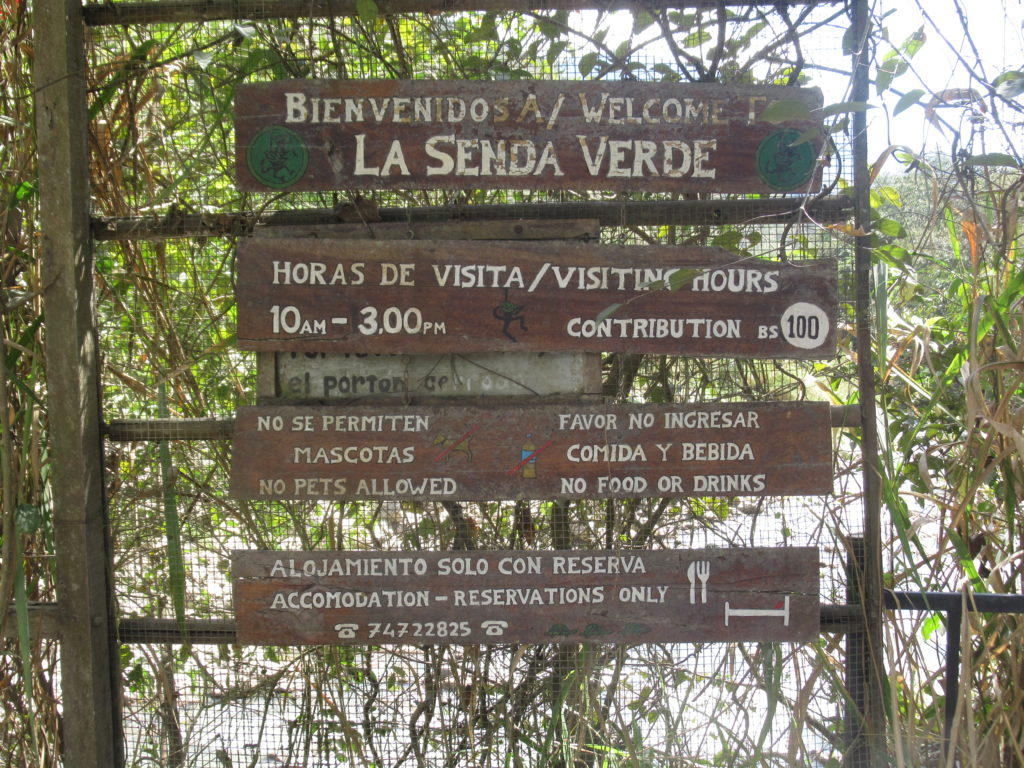 BIENVENIDOS A/ WELCOME T
LA SENDA VERDE
HORAS DE VISITA/VISITING HOURS
10AM - 3,00PM
CONTRIBUTION BS 100
el porton
NO SE PERMITEN
MASCOTAS
NO PETS ALLOWED
FAVOR NO INGRESAR
COMIDA Y BEBIDA
NO FOOD OR DRINKS
ALOJAMIENTO SOLO CON RESERVA
ACCOMODATION - RESERVATIONS ONLY
74722825